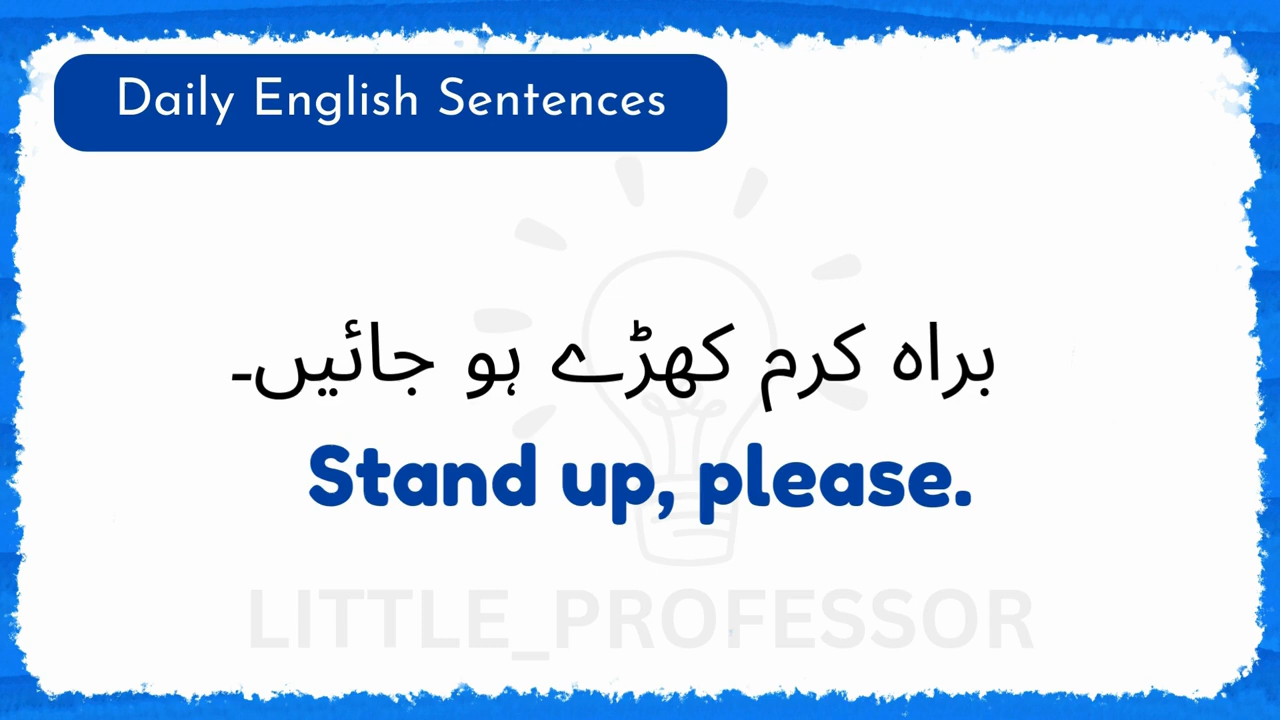 Daily English Sentences
براہ کرم کھڑے ہو جائیں۔
Stand up, please.
LITTLE_PROFESSOR